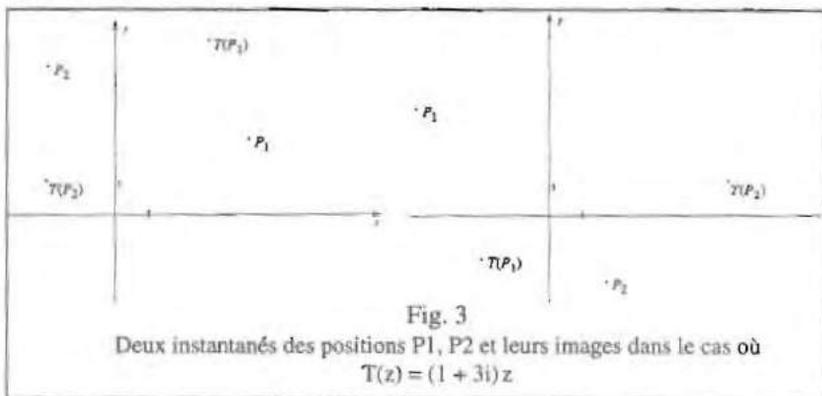 y
y
·T(P₁)
·P₂
·P₁
·P₁
·T(P₂)
·T(P₂)
x
·T(P₁)
·P₂
Fig. 3
Deux instantanés des positions P1, P2 et leurs images dans le cas où
T(z) = (1 + 3i) z